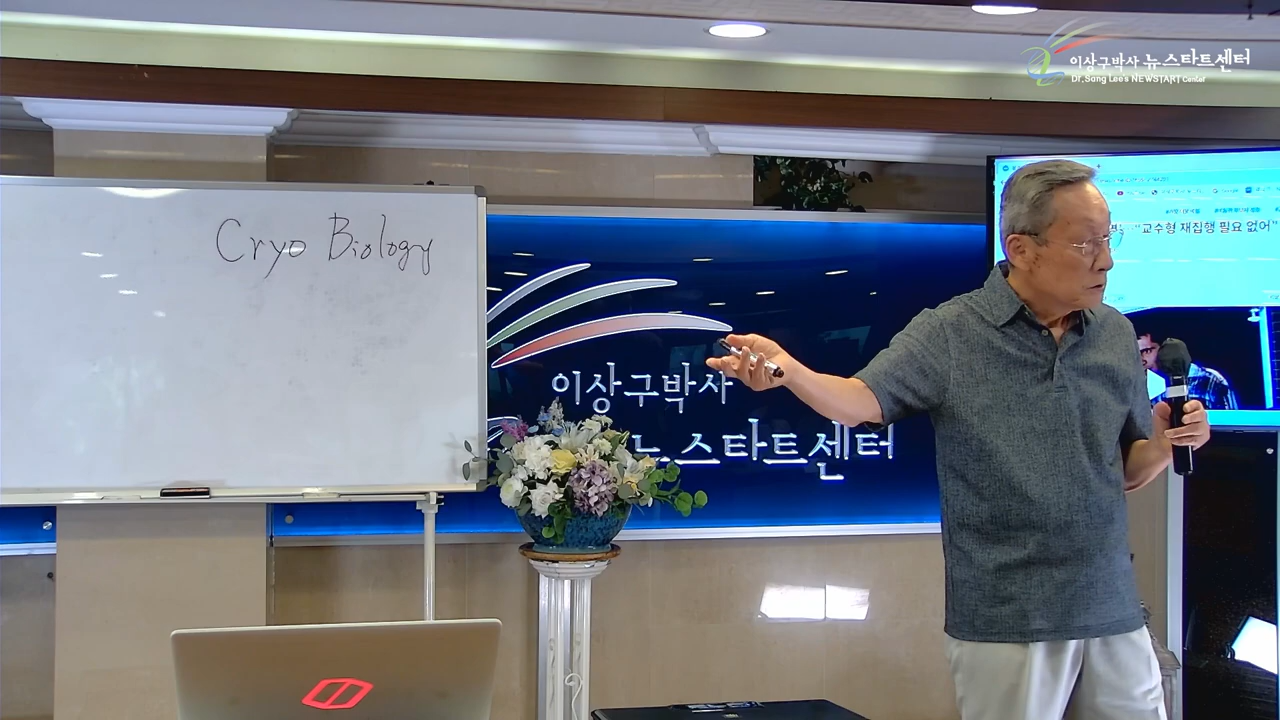 이상구박사 뉴스타트센터
Dr. Sang Lee's NEWSTART Center
Cryo Biology
"교수형 재집행 필요 없어"
이상구박사
뉴스타트센터